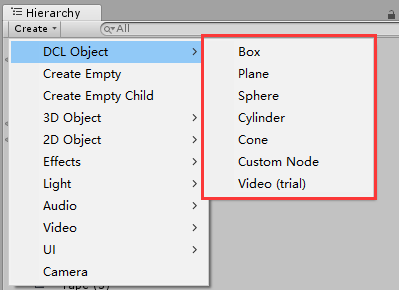 Hierarchy
Create
All
DCL Object
Create Empty
Create Empty Child
3D Object
2D Object
Effects
Light
Audio
Video
UI
Camera
Box
Plane
Sphere
Cylinder
Cone
Custom Node
Video (trial)